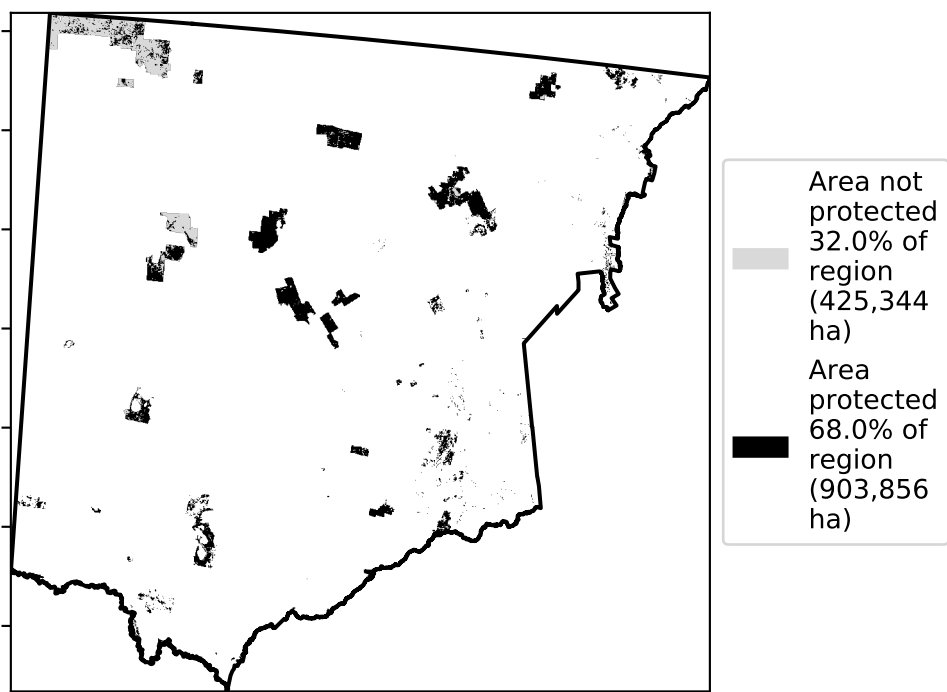 Area not
protected
32.0% of
region
(425,344
ha)
Area
protected
68.0% of
region
(903,856
ha)